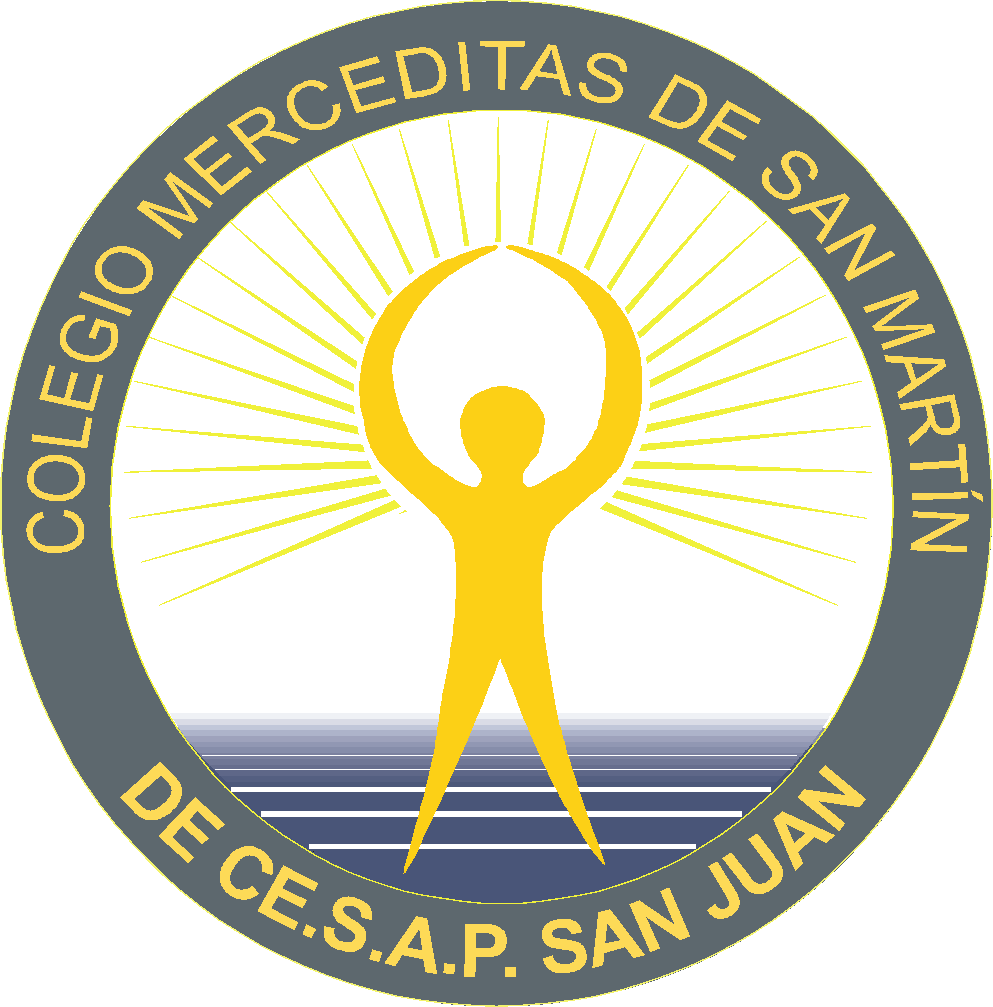 COLEGIO MERCEDITAS DE SAN MARTÍN
DE CE.S.A.P. SAN JUAN